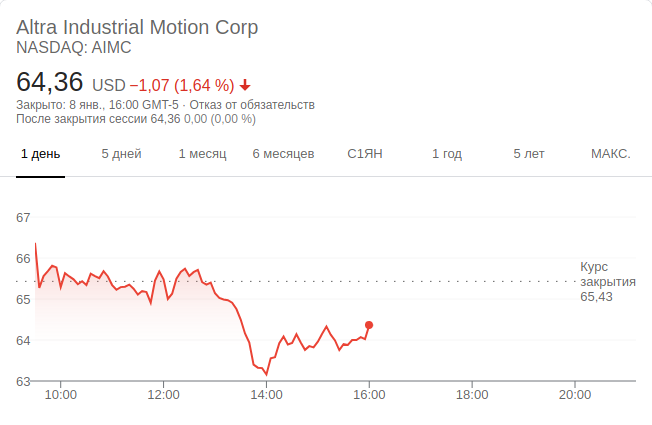 Altra Industrial Motion Corp
NASDAQ: AIMC
64,36 USD −1,07 (1,64 %)
Закрыто: 8 янв., 16:00 GMT-5 · Отказ от обязательств
После закрытия сессии 64,36 0,00 (0,00 %)
1 день 5 дней 1 месяц 6 месяцев С1ЯН 1 год 5 лет МАКС.
67
66
Курс
закрытия
65,43
65
64
63
10:00 12:00 14:00 16:00 18:00 20:00